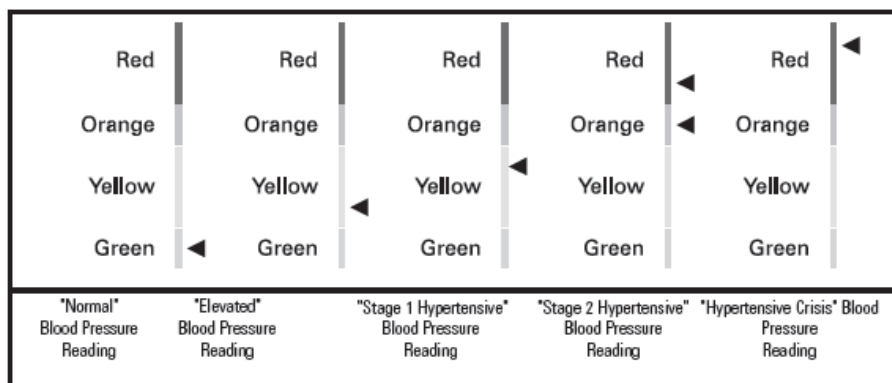 Red Red Red Red Red
Orange Orange Orange Orange Orange
Yellow Yellow Yellow Yellow Yellow
Green Green Green Green Green
"Normal" "Elevated" "Stage 1 Hypertensive" "Stage 2 Hypertensive" "Hypertensive Crisis" Blood
Blood Pressure Blood Pressure Blood Pressure Blood Pressure Pressure
Reading Reading Reading Reading Reading